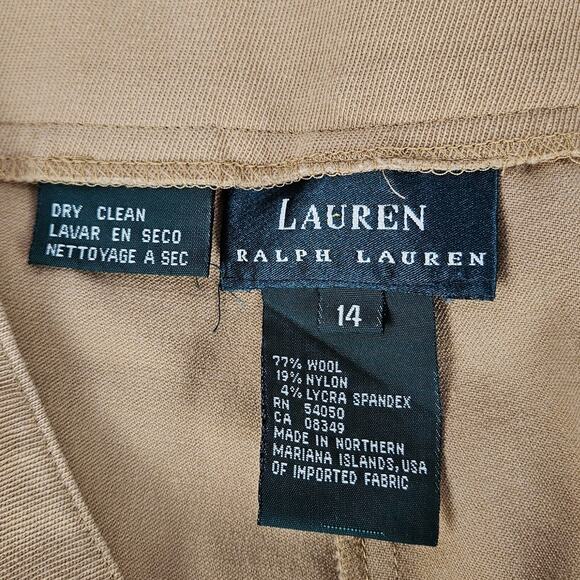 DRY CLEAN
LAVAR EN SECO
NETTOYAGE A SEC
LAUREN
RALPH LAUREN
14
77% WOOL
19% NYLON
4% LYCRA SPANDEX
RN 54050
CA 08349
MADE IN NORTHERN
MARIANA ISLANDS,USA
OF IMPORTED FABRIC